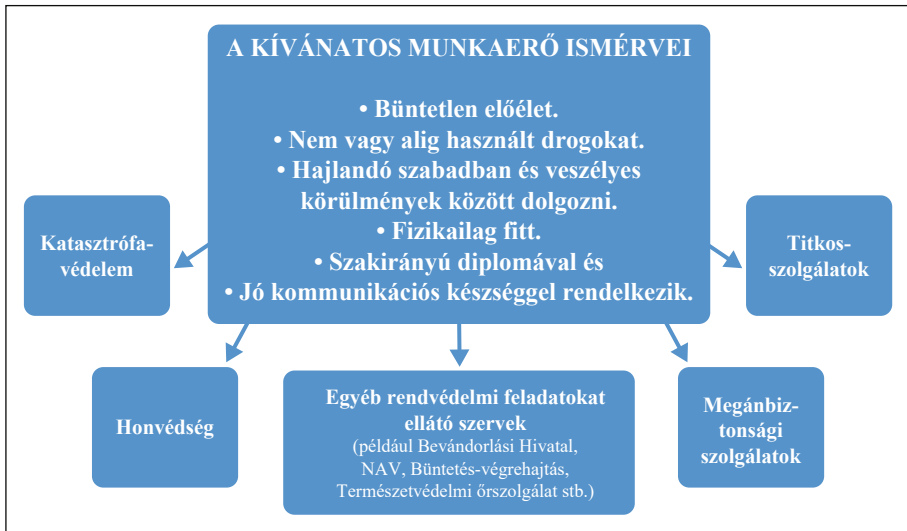 A KÍVÁNATOS MUNKAERŐ ISMÉRVEI
• Büntetlen előélet.
• Nem vagy alig használt drogokat.
• Hajlandó szabadban és veszélyes
körülmények között dolgozni.
• Fizikailag fitt.
• Szakirányú diplomával és
• Jó kommunikációs készséggel rendelkezik.
Katasztrófa-
védelem
Titkos-
szolgálatok
Honvédség
Egyéb rendvédelmi feladatokat
ellátó szervek
(például Bevándorlási Hivatal,
NAV, Büntetés-végrehajtás,
Természetvédelmi őrszolgálat stb.)
Megánbiz-
tonsági
szolgálatok